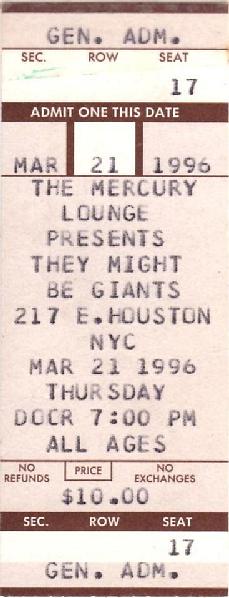 GEN. ADM.
SEC. ROW SEAT
17
ADMIT ONE THIS DATE
MAR 21 1996
THE MERCURY
LOUNGE
PRESENTS
THEY MIGHT
BE GIANTS
217 E.HOUSTON
NYC
MAR 21 1996
THURSDAY
DOCR 7:00 PM
ALL AGES
NO REFUNDS PRICE NO EXCHANGES
$10.00
SEC. ROW SEAT
17
GEN. ADM.